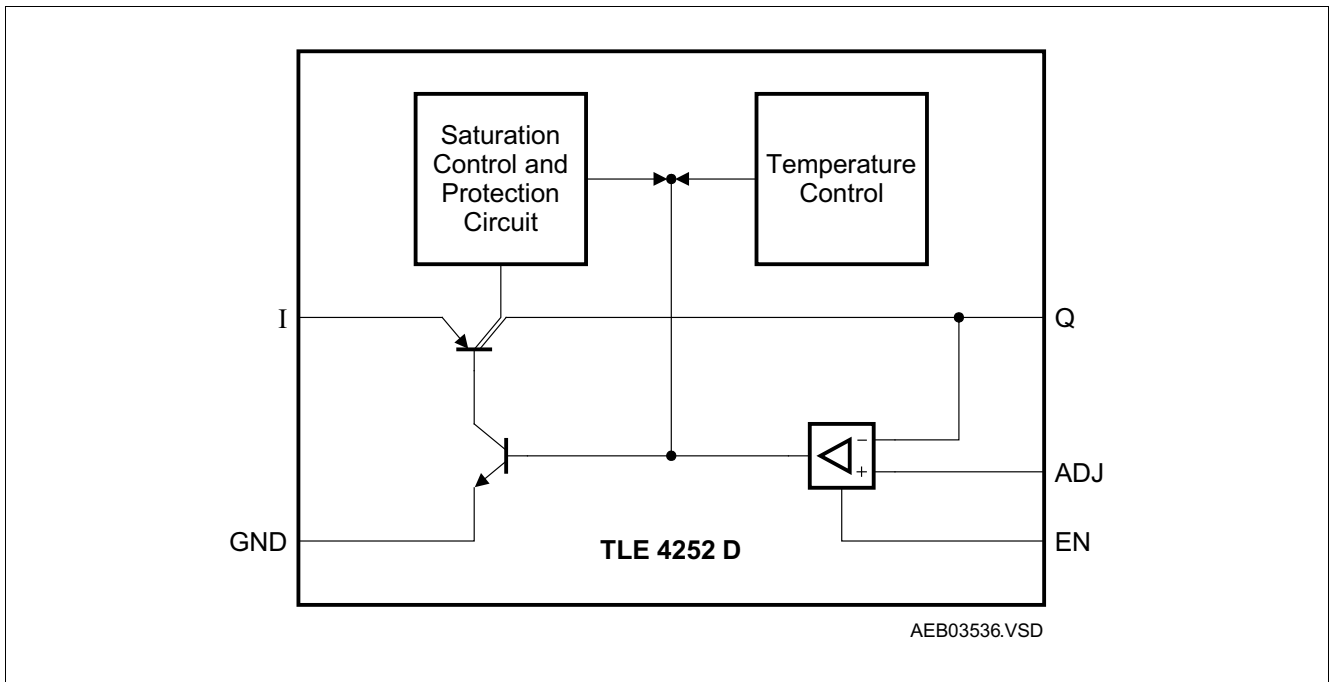 Saturation
Control and
Protection
Circuit
Temperature
Control
I
Q
−
+
ADJ
GND
EN
TLE 4252 D
AEB03536.VSD